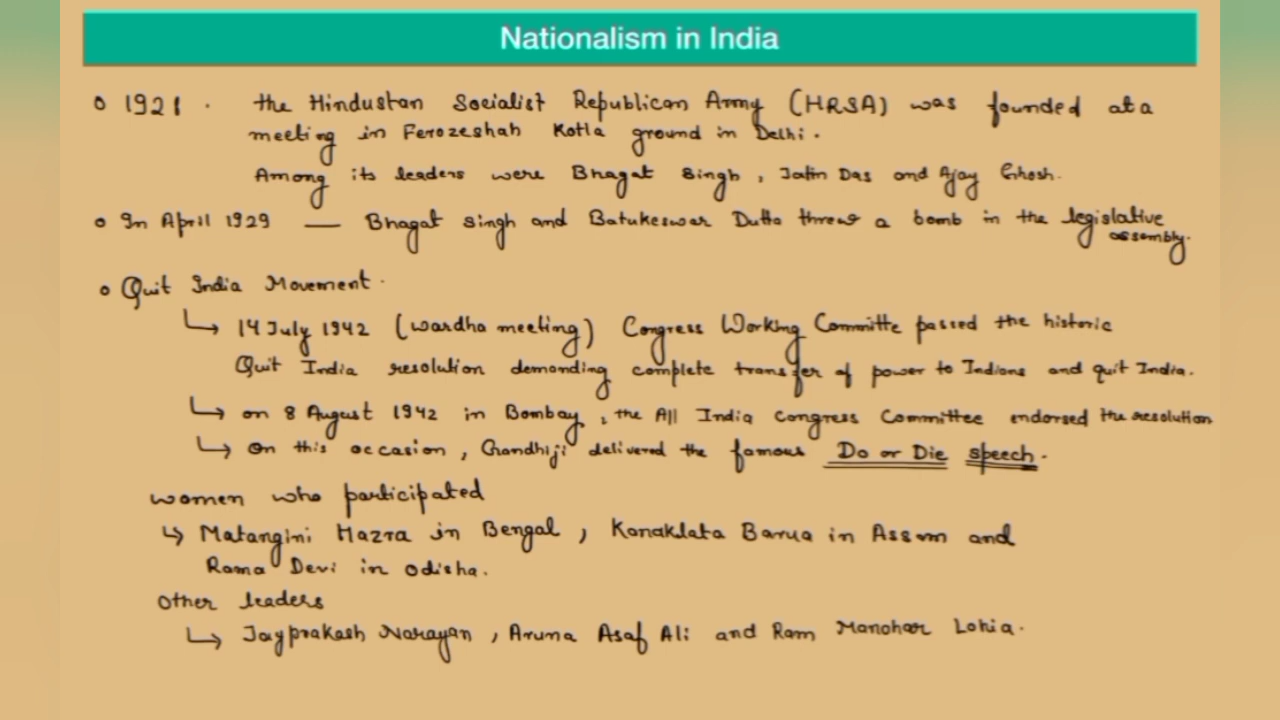 Nationalism in India
o 1921. the Hindustan Socialist Republican Army (HRSA) was founded at a
meeting in Ferozeshah Kotla ground in Delhi.
Among its leaders were Bhagat Singh, Jatin Das and Ajay Ghosh.
o In April 1929 — Bhagat Singh and Batukeswar Dutta threw a bomb in the legislative
assembly.
o Quit India Movement.
↳ 14 July 1942 (wardha meeting) Congress Working Committe passed the historic
Quit India resolution demanding complete transfer of power to Indians and quit India.
↳ on 8 August 1942 in Bombay, the All India Congress Committee endorsed the resolution
↳ On this occasion, Gandhiji delivered the famous Do or Die speech.
women who participated
↳ Matangini Hazra in Bengal, Kanaklata Barua in Assam and
Rama Devi in odisha.
Other leaders
↳ Jayprakash Narayan, Aruna Asaf Ali and Ram Manohar Lohia.